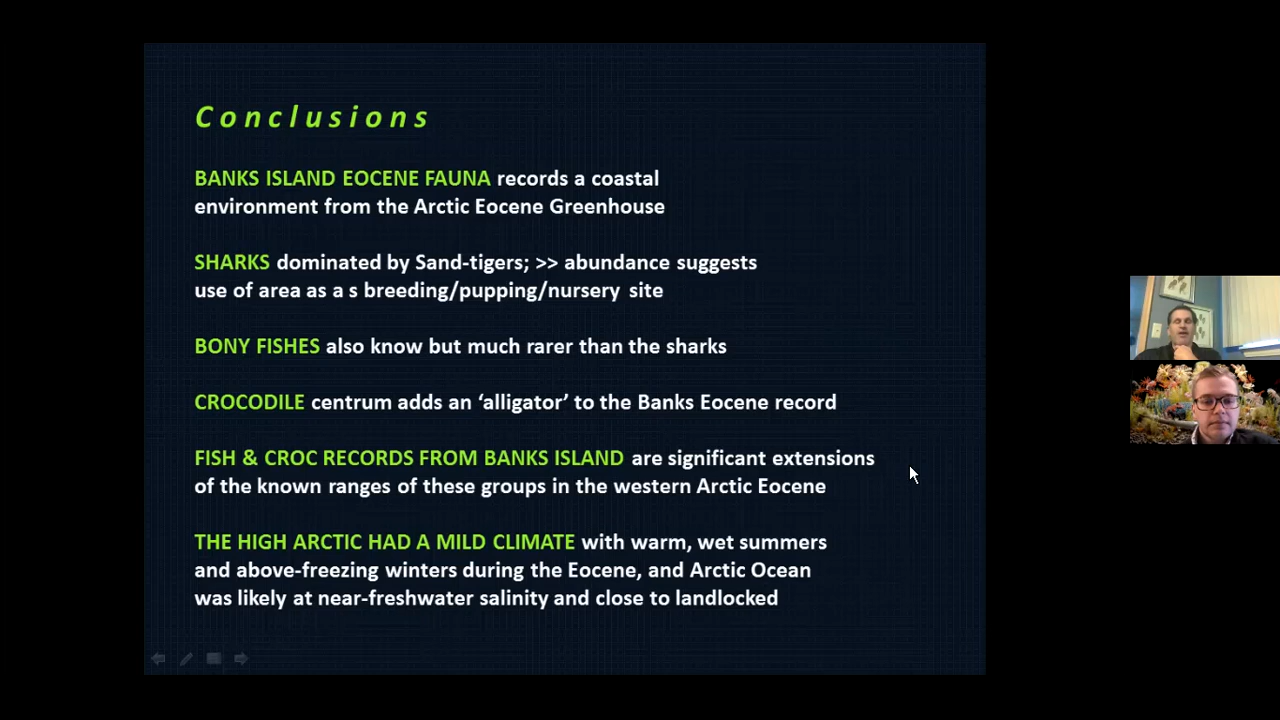 Conclusions
BANKS ISLAND EOCENE FAUNA records a coastal
environment from the Arctic Eocene Greenhouse
SHARKS dominated by Sand-tigers; >> abundance suggests
use of area as a s breeding/pupping/nursery site
BONY FISHES also know but much rarer than the sharks
CROCODILE centrum adds an ‘alligator’ to the Banks Eocene record
FISH & CROC RECORDS FROM BANKS ISLAND are significant extensions
of the known ranges of these groups in the western Arctic Eocene
THE HIGH ARCTIC HAD A MILD CLIMATE with warm, wet summers
and above-freezing winters during the Eocene, and Arctic Ocean
was likely at near-freshwater salinity and close to landlocked